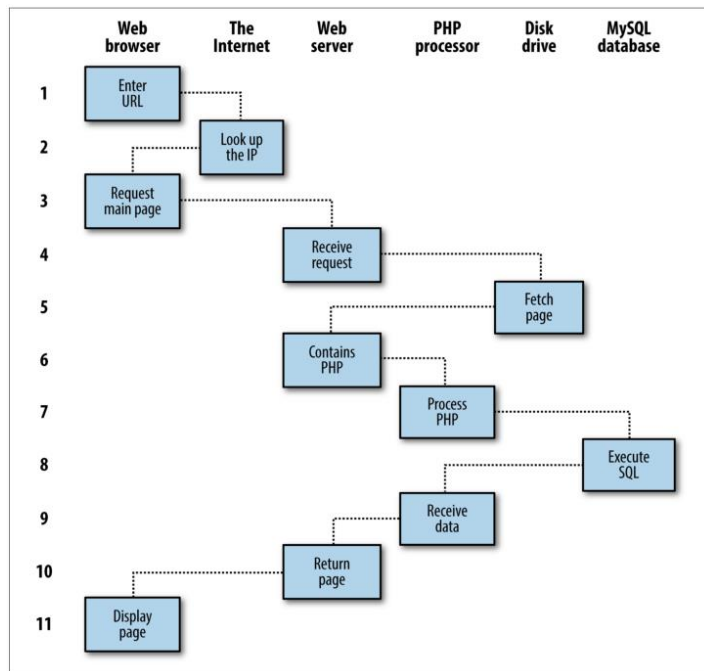 Web The Web PHP Disk MySQL
browser Internet server processor drive database
1
Enter
URL
2
Look up
the IP
3
Request
main page
4
Receive
request
5
Fetch
page
6
Contains
PHP
7
Process
PHP
8
Execute
SQL
9
Receive
data
10
Return
page
11
Display
page